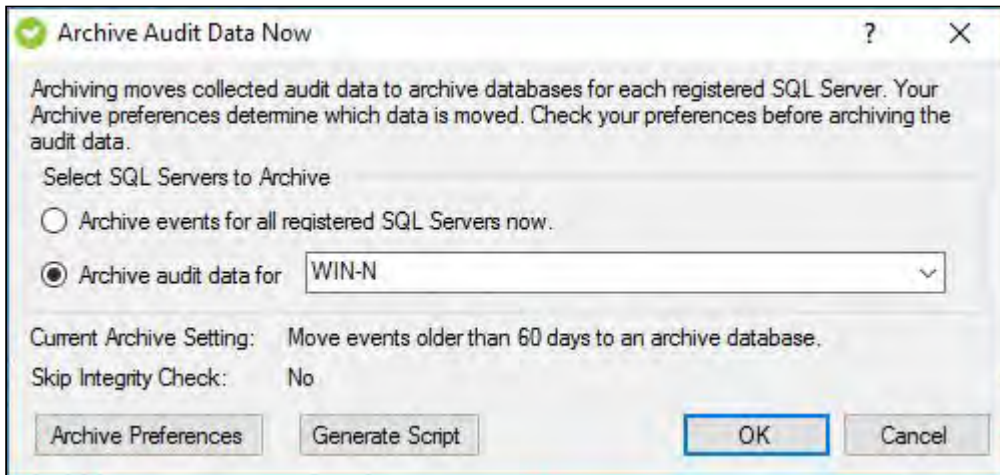 Archive Audit Data Now
?
Archiving moves collected audit data to archive databases for each registered SQL Server. Your
Archive preferences determine which data is moved. Check your preferences before archiving the
audit data.
Select SQL Servers to Archive
Archive events for all registered SQL Servers now.
Archive audit data for WIN-N
Current Archive Setting: Move events older than 60 days to an archive database.
Skip Integrity Check: No
Archive Preferences Generate Script OK Cancel